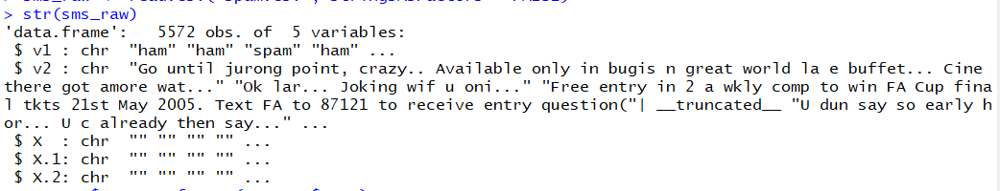 > str(sms_raw)
'data.frame':   5572 obs. of  5 variables:
 $ v1 : chr  "ham" "ham" "spam" "ham" ...
 $ v2 : chr  "Go until jurong point, crazy.. Available only in bugis n great world la e buffet... Cine
there got amore wat..." "Ok lar... Joking wif u oni..." "Free entry in 2 a wkly comp to win FA Cup fina
l tkts 21st May 2005. Text FA to 87121 to receive entry question("| __truncated__ "U dun say so early h
or... U c already then say..." ...
 $ X  : chr  "" "" "" "" ...
 $ X.1: chr  "" "" "" "" ...
 $ X.2: chr  "" "" "" "" ...